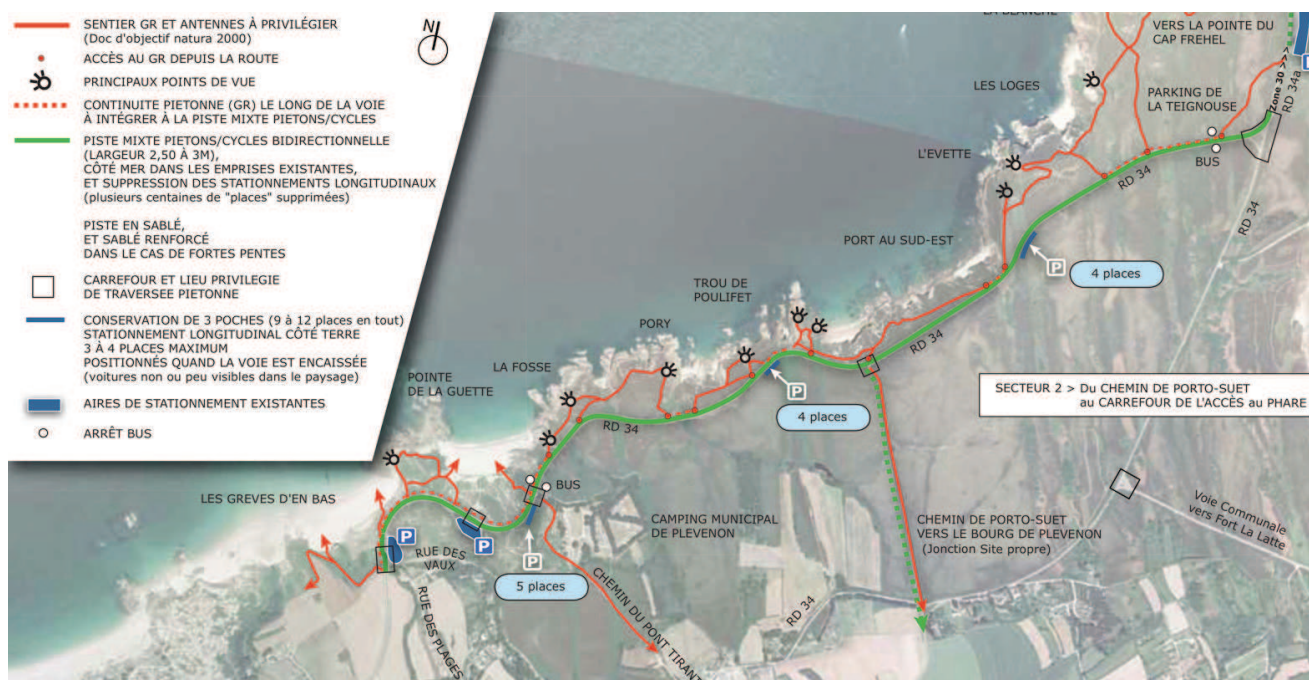 SENTIER GR ET ANTENNES À PRIVILÉGIER
(Doc d'objectif natura 2000)
ACCÈS AU GR DEPUIS LA ROUTE
PRINCIPAUX POINTS DE VUE
CONTINUITE PIETONNE (GR) LE LONG DE LA VOIE
À INTÉGRER À LA PISTE MIXTE PIETONS/CYCLES
PISTE MIXTE PIETONS/CYCLES BIDIRECTIONNELLE
(LARGEUR 2,50 À 3M),
CÔTÉ MER DANS LES EMPRISES EXISTANTES,
ET SUPPRESSION DES STATIONNEMENTS LONGITUDINAUX
(plusieurs centaines de "places" supprimées)
PISTE EN SABLÉ,
ET SABLÉ RENFORCÉ
DANS LE CAS DE FORTES PENTES
CARREFOUR ET LIEU PRIVILEGIE
DE TRAVERSEE PIETONNE
CONSERVATION DE 3 POCHES (9 à 12 places en tout)
STATIONNEMENT LONGITUDINAL CÔTÉ TERRE
3 À 4 PLACES MAXIMUM
POSITIONNÉS QUAND LA VOIE EST ENCAISSÉE
(voitures non ou peu visibles dans le paysage)
AIRES DE STATIONNEMENT EXISTANTES
ARRÊT BUS
N
LA BLANCHE
VERS LA POINTE DU
CAP FREHEL
LES LOGES
PARKING DE
LA TEIGNOUSE
Zone 30 >>>
RD 34a
L'EVETTE
BUS
RD 34
RD 34
PORT AU SUD-EST
P
4 places
TROU DE
POULIFET
PORY
RD 34
LA FOSSE
POINTE
DE LA GUETTE
P
4 places
SECTEUR 2 > Du CHEMIN DE PORTO-SUET
au CARREFOUR DE L'ACCÈS au PHARE
RD 34
BUS
LES GREVES D'EN BAS
CAMPING MUNICIPAL
DE PLEVENON
CHEMIN DE PORTO-SUET
VERS LE BOURG DE PLEVENON
(Jonction Site propre)
Voie Communale
vers Fort La Latte
P
P
P
RUE DES
VAUX
5 places
RUE DES PLAGES
CHEMIN DU PONT TIRANT
RD 34